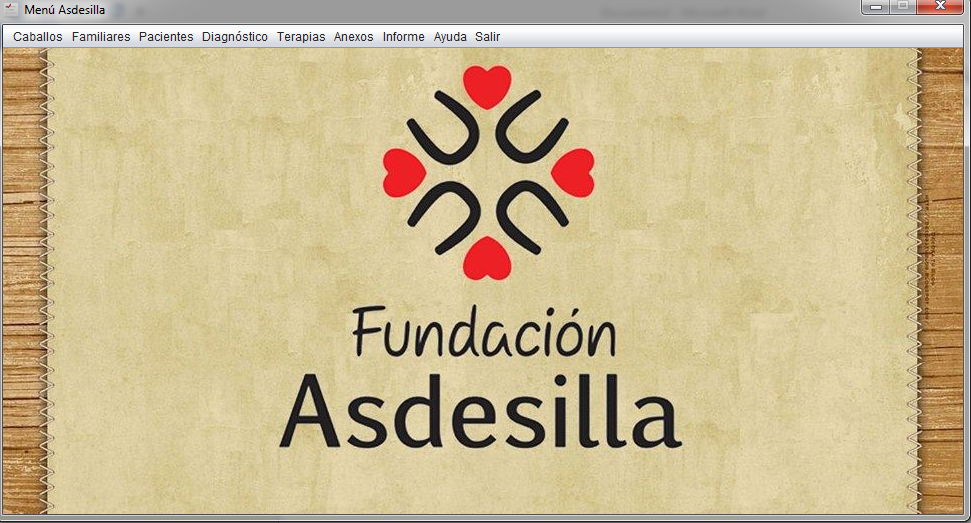 Menú Asdesilla
Caballos Familiares Pacientes Diagnóstico Terapias Anexos Informe Ayuda Salir
Fundación
Asdesilla